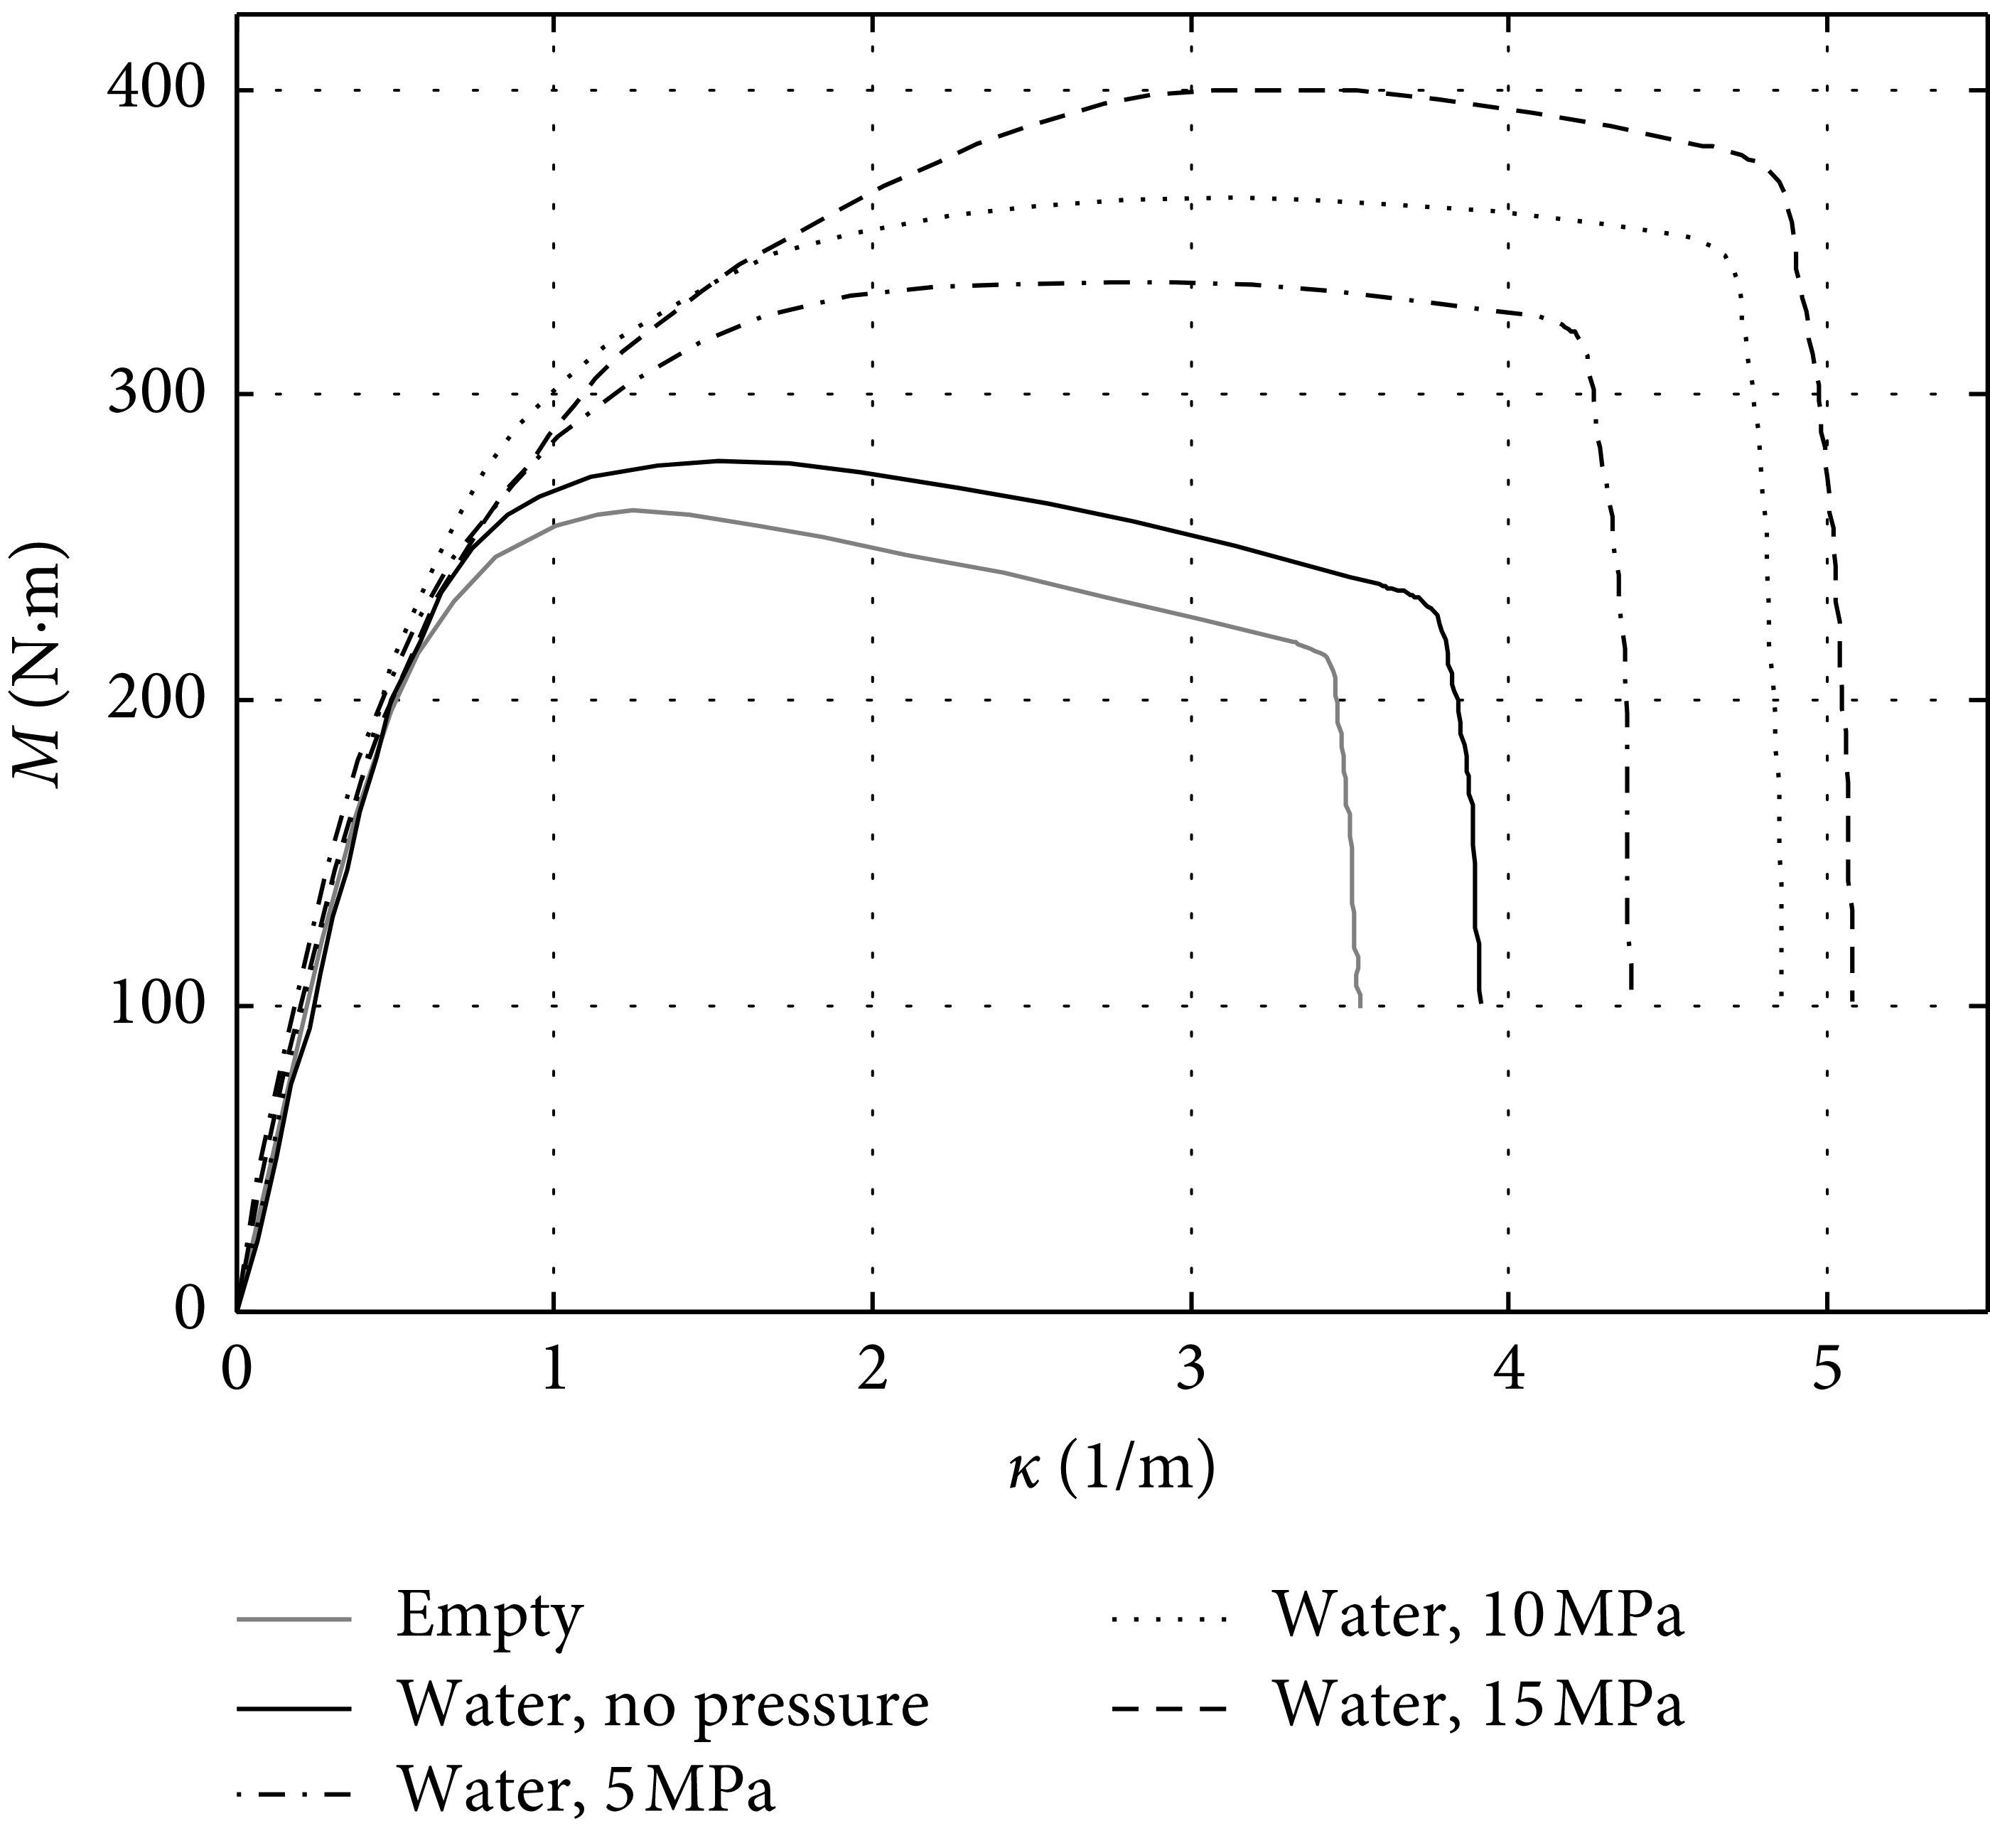 400
300
200
100
0
M (N·m)
0 1 2 3 4 5
κ (1/m)
Empty
Water, no pressure
Water, 5 MPa
Water, 10 MPa
Water, 15 MPa